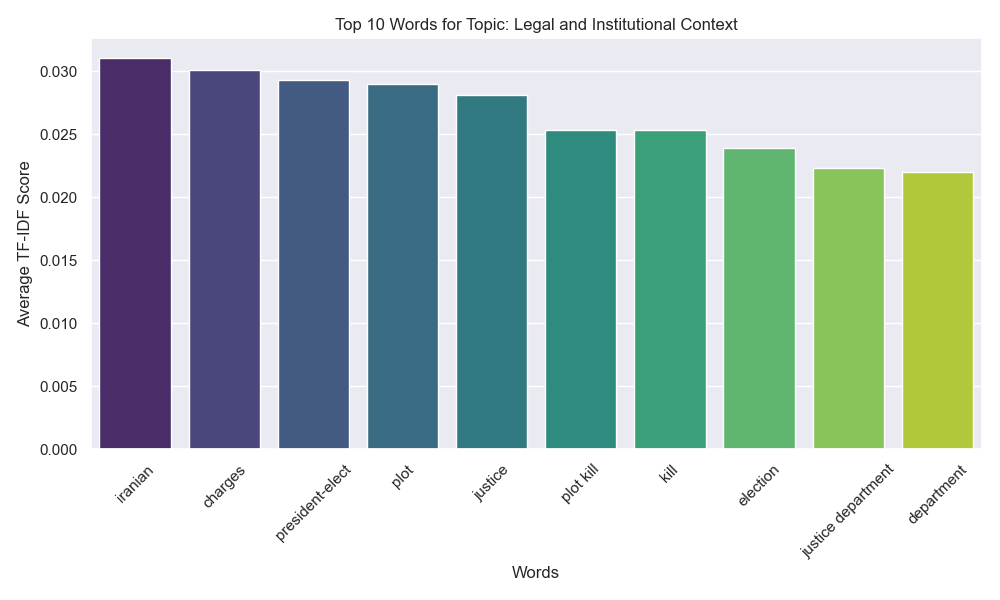 Top 10 Words for Topic: Legal and Institutional Context
Average TF-IDF Score
0.030
0.025
0.020
0.015
0.010
0.005
0.000
iranian
charges
president-elect
plot
justice
plot kill
kill
election
justice department
department
Words